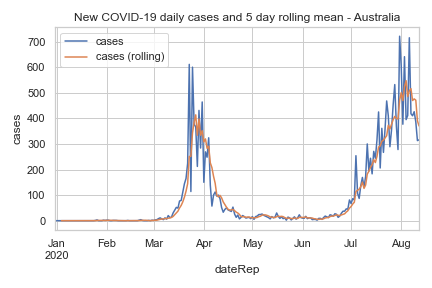 New COVID-19 daily cases and 5 day rolling mean - Australia
cases
cases (rolling)
700
600
500
400
300
200
100
0
cases
Jan Feb Mar Apr May Jun Jul Aug
2020
dateRep